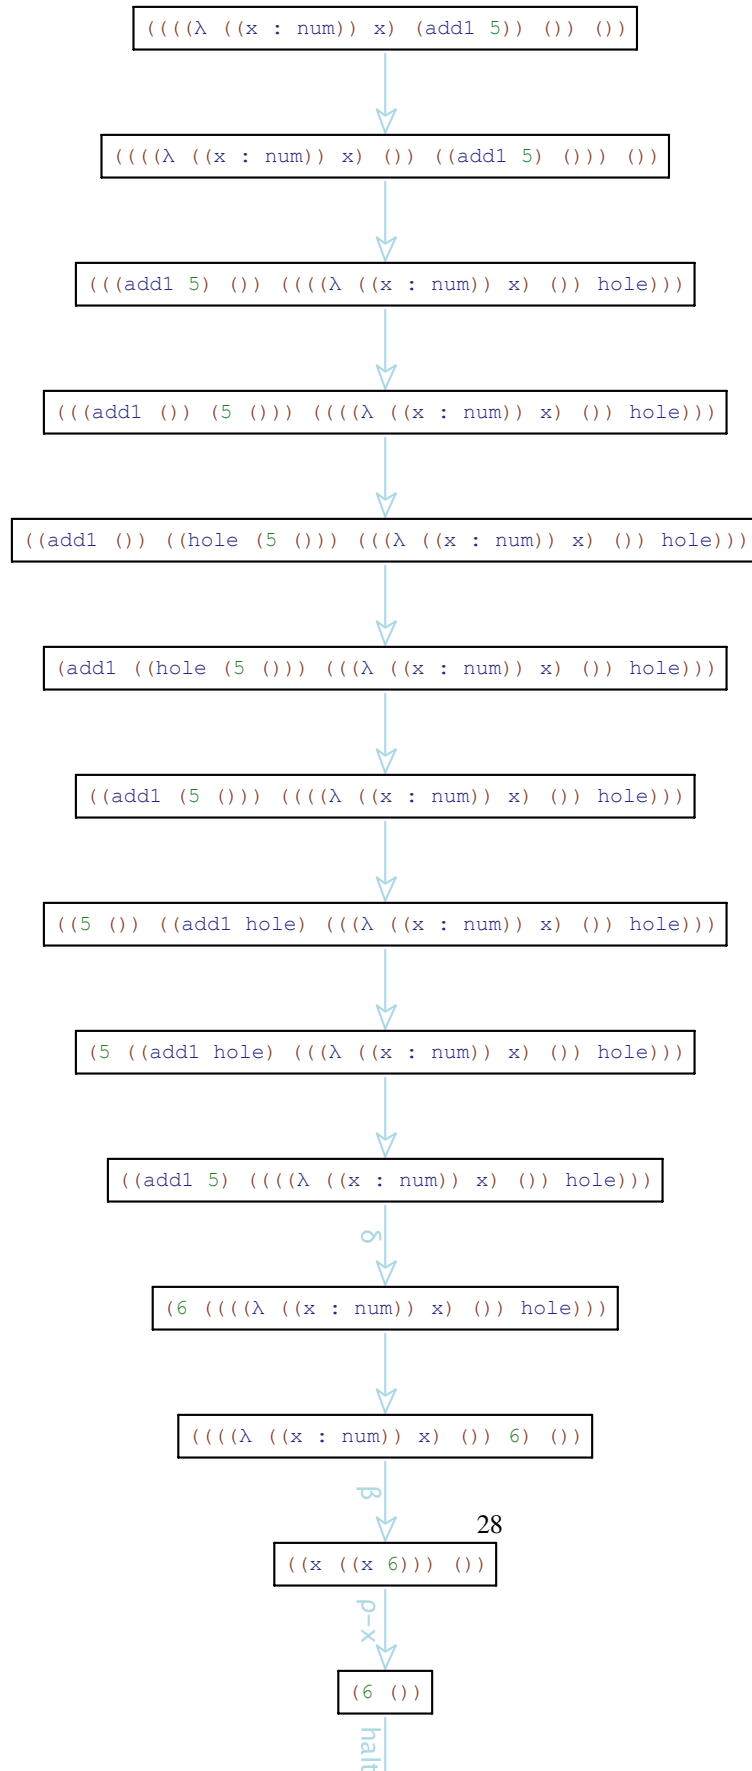 ((((λ ((x : num)) x) (add1 5)) ()) ())
((((λ ((x : num)) x) ()) ((add1 5) ())) ())
(((add1 5) ()) ((((λ ((x : num)) x) ()) hole)))
(((add1 ()) (5 ())) ((((λ ((x : num)) x) ()) hole)))
((add1 ()) ((hole (5 ())) (((λ ((x : num)) x) ()) hole)))
(add1 ((hole (5 ())) (((λ ((x : num)) x) ()) hole)))
((add1 (5 ())) ((((λ ((x : num)) x) ()) hole)))
((5 ()) ((add1 hole) (((λ ((x : num)) x) ()) hole)))
(5 ((add1 hole) (((λ ((x : num)) x) ()) hole)))
((add1 5) ((((λ ((x : num)) x) ()) hole)))
δ
(6 ((((λ ((x : num)) x) ()) hole)))
((((λ ((x : num)) x) ()) 6) ())
β
28
((x ((x 6))) ())
ρ-x
(6 ())
halt